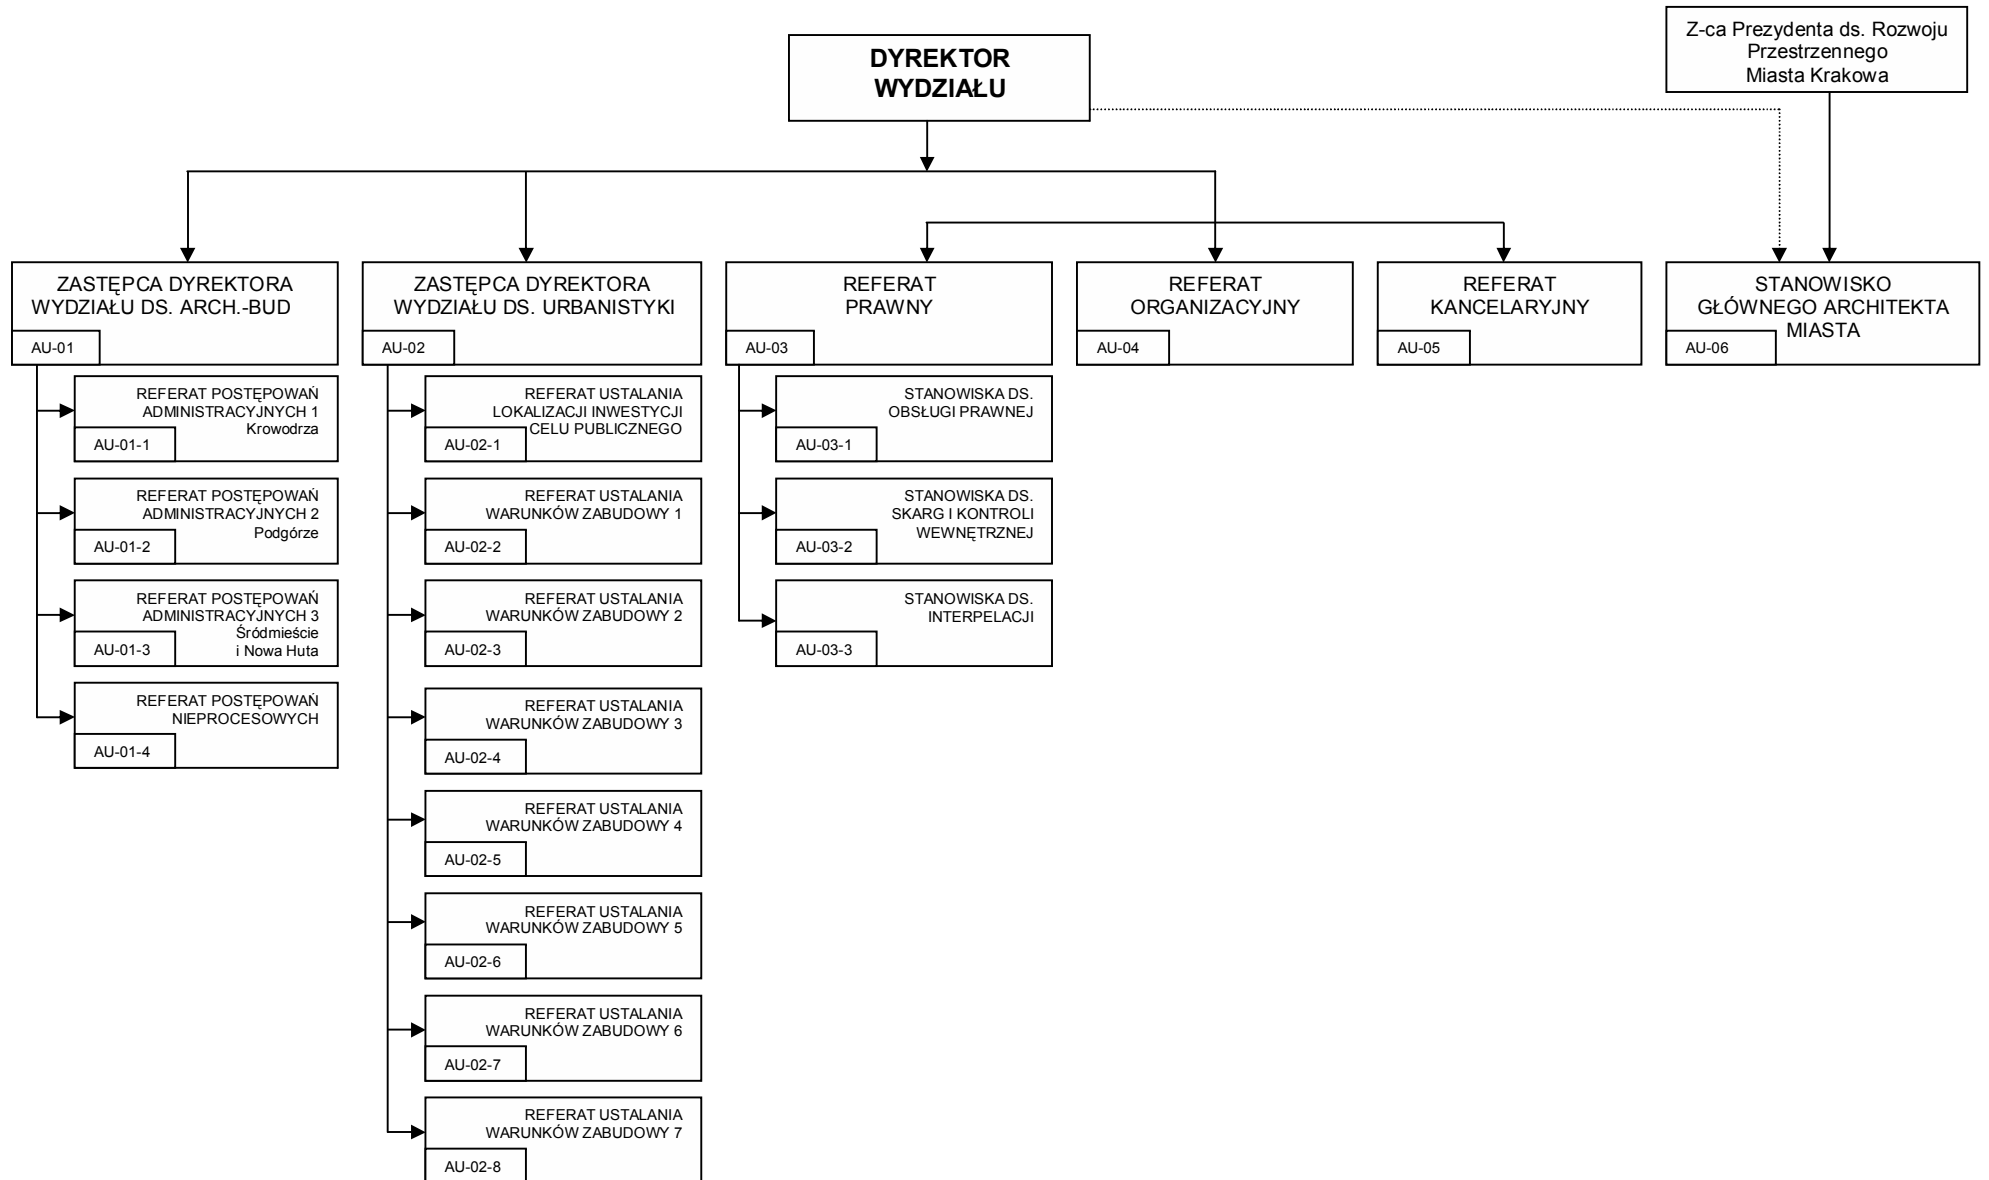 DYREKTOR
WYDZIAŁU
Z-ca Prezydenta ds. Rozwoju
Przestrzennego
Miasta Krakowa
ZASTĘPCA DYREKTORA
WYDZIAŁU DS. ARCH.-BUD
AU-01
ZASTĘPCA DYREKTORA
WYDZIAŁU DS. URBANISTYKI
AU-02
REFERAT
PRAWNY
AU-03
REFERAT
ORGANIZACYJNY
AU-04
REFERAT
KANCELARYJNY
AU-05
STANOWISKO
GŁÓWNEGO ARCHITEKTA
MIASTA
AU-06
REFERAT POSTĘPOWAŃ
ADMINISTRACYJNYCH 1
Krowodrza
AU-01-1
REFERAT POSTĘPOWAŃ
ADMINISTRACYJNYCH 2
Podgórze
AU-01-2
REFERAT POSTĘPOWAŃ
ADMINISTRACYJNYCH 3
Śródmieście
i Nowa Huta
AU-01-3
REFERAT POSTĘPOWAŃ
NIEPROCESOWYCH
AU-01-4
REFERAT USTALANIA
LOKALIZACJI INWESTYCJI
CELU PUBLICZNEGO
AU-02-1
REFERAT USTALANIA
WARUNKÓW ZABUDOWY 1
AU-02-2
REFERAT USTALANIA
WARUNKÓW ZABUDOWY 2
AU-02-3
REFERAT USTALANIA
WARUNKÓW ZABUDOWY 3
AU-02-4
REFERAT USTALANIA
WARUNKÓW ZABUDOWY 4
AU-02-5
REFERAT USTALANIA
WARUNKÓW ZABUDOWY 5
AU-02-6
REFERAT USTALANIA
WARUNKÓW ZABUDOWY 6
AU-02-7
REFERAT USTALANIA
WARUNKÓW ZABUDOWY 7
AU-02-8
STANOWISKA DS.
OBSŁUGI PRAWNEJ
AU-03-1
STANOWISKA DS.
SKARG I KONTROLI
WEWNĘTRZNEJ
AU-03-2
STANOWISKA DS.
INTERPELACJI
AU-03-3